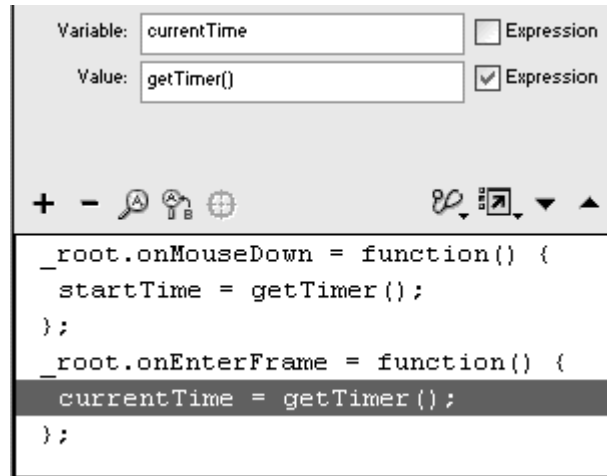 Variable: currentTime Expression
Value: getTimer() Expression
_root.onMouseDown = function() {
startTime = getTimer();
};
_root.onEnterFrame = function() {
currentTime = getTimer();
};